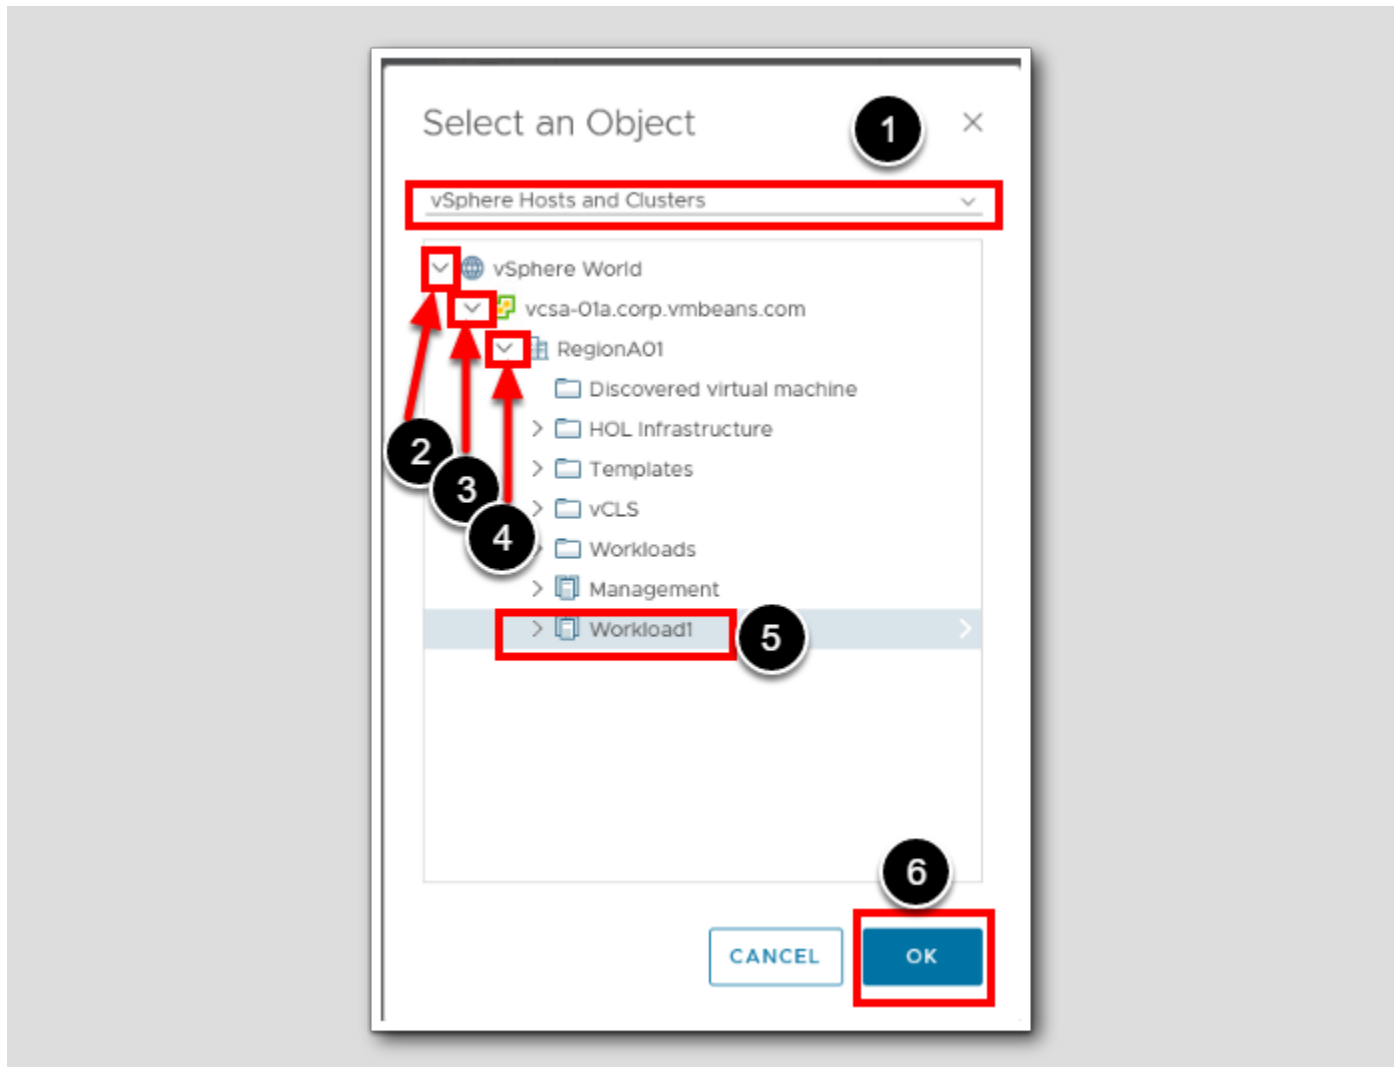 Select an Object
1
vSphere Hosts and Clusters
vSphere World
vcsa-01a.corp.vmbeans.com
RegionA01
Discovered virtual machine
HOL Infrastructure
2
Templates
3
vCLS
4
Workloads
Management
Workload1
5
6
CANCEL
OK